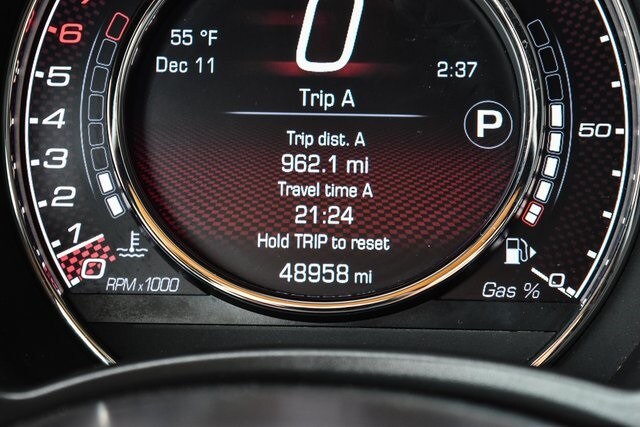 0
55 °F
Dec 11
2:37
Trip A
P
Trip dist. A
962.1 mi
Travel time A
21:24
Hold TRIP to reset
48958 mi
6
5
4
3
2
1
0
RPM x1000
50
0
Gas %